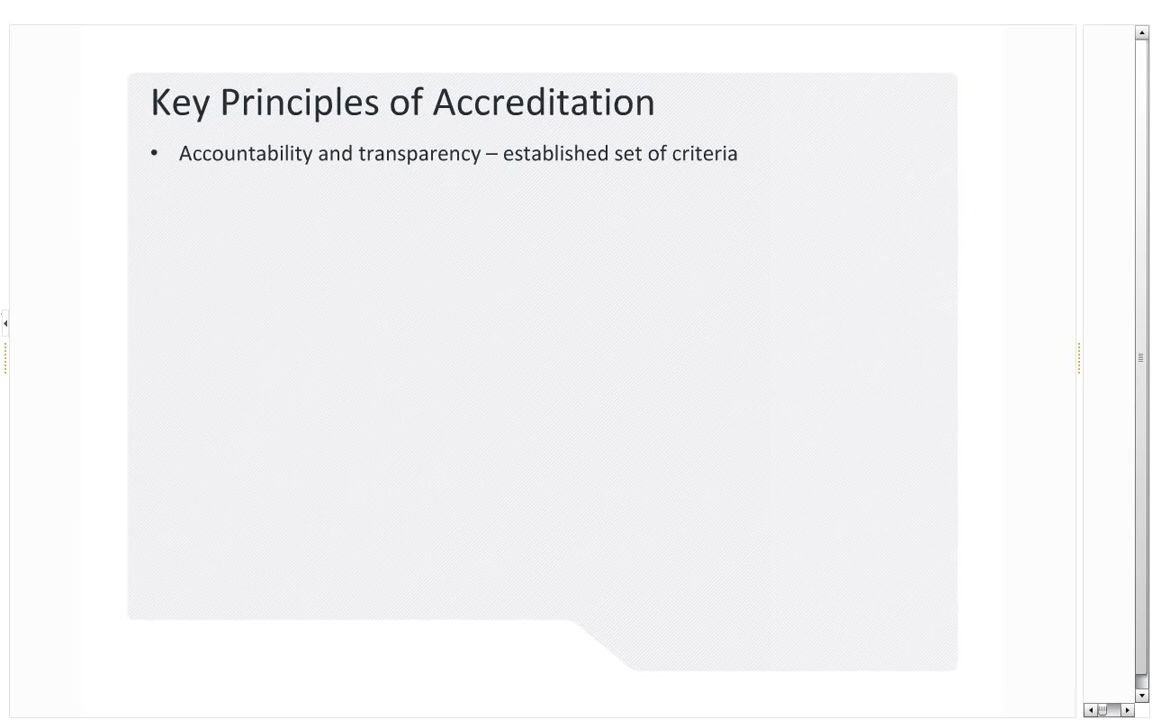 Key Principles of Accreditation
• Accountability and transparency – established set of criteria